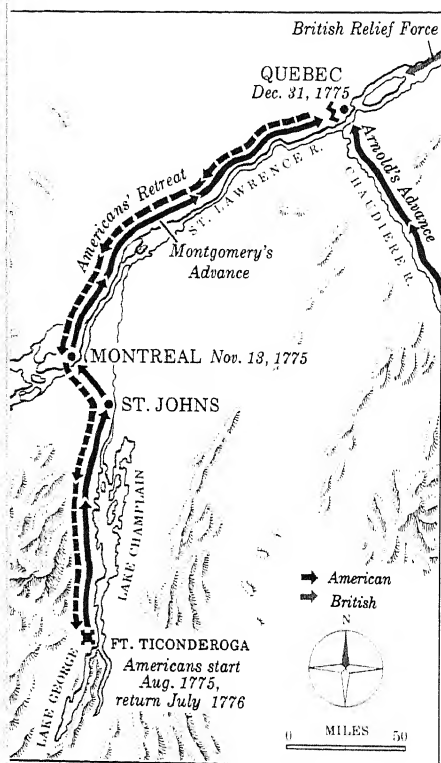 British Relief Force
QUEBEC
Dec. 31, 1775
Arnold's Advance
CHAUDIERE R.
Americans' Retreat
ST. LAWRENCE R.
Montgomery's
Advance
MONTREAL Nov. 13, 1775
ST. JOHNS
LAKE CHAMPLAIN
American
British
N
FT. TICONDEROGA
Americans start
Aug. 1775,
return July 1776
LAKE GEORGE
MILES
0 50